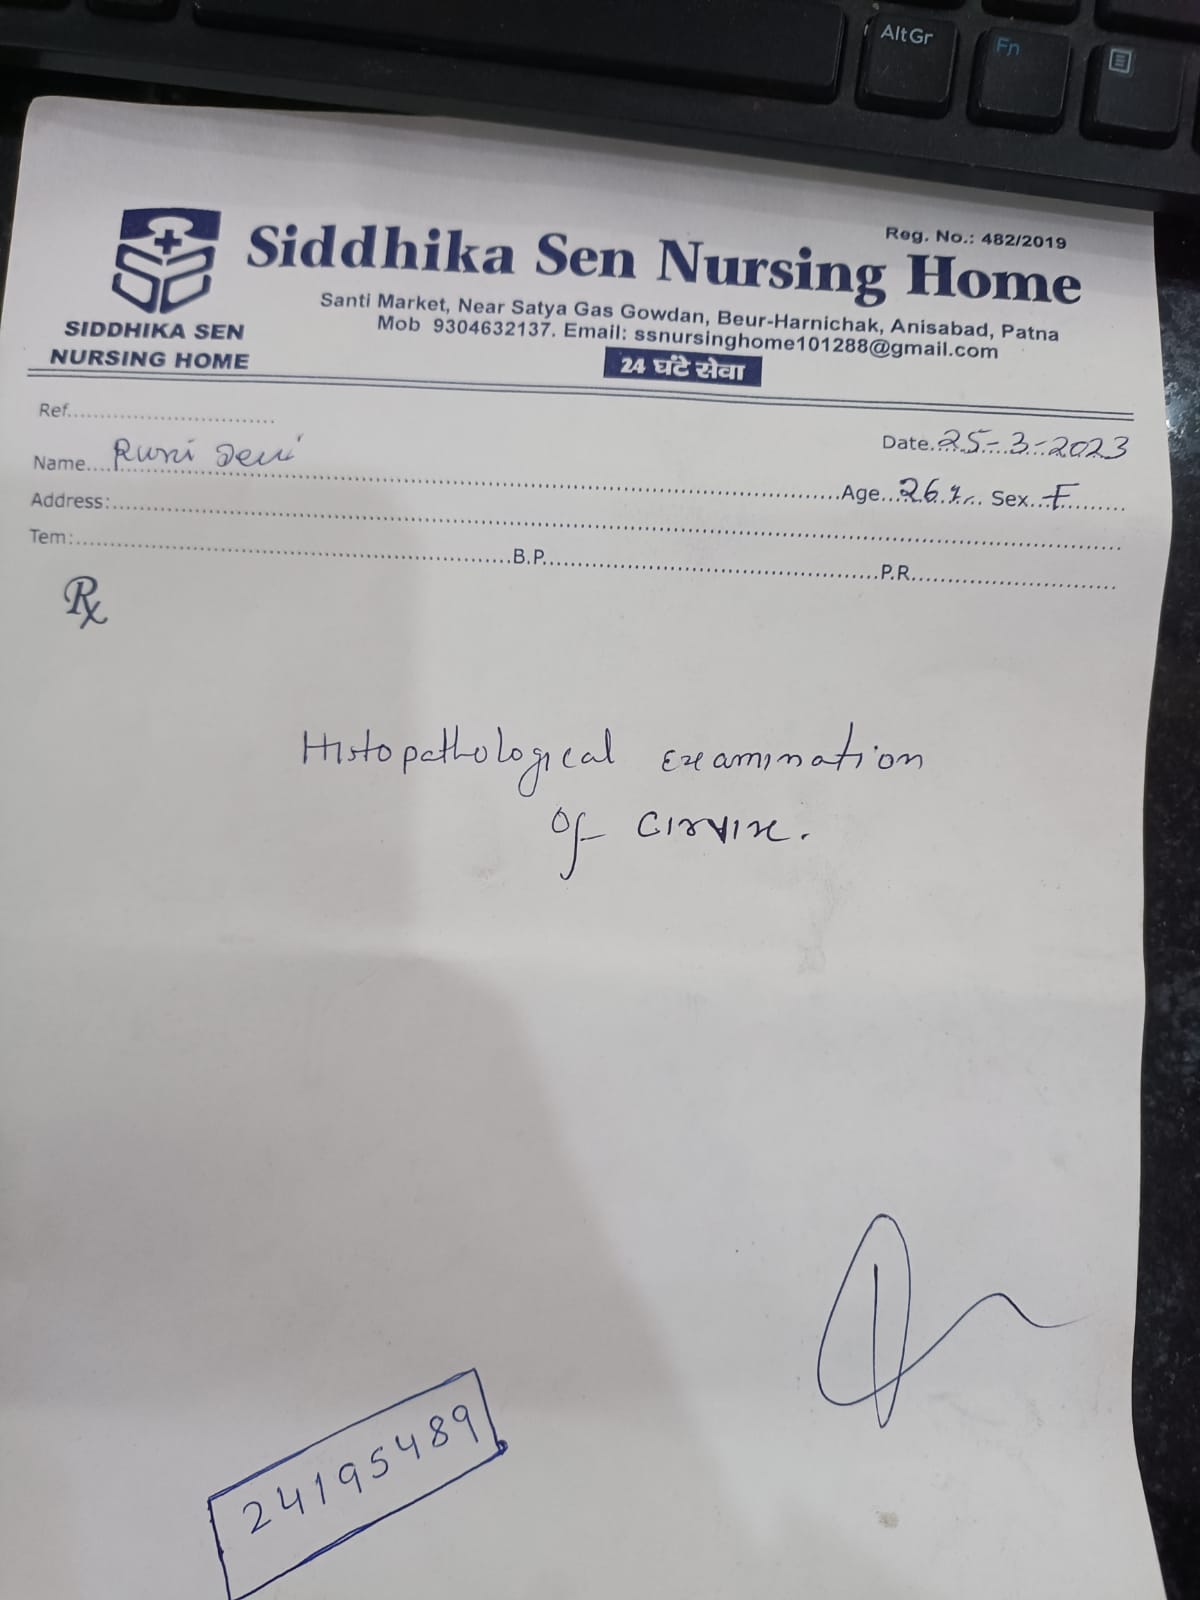 AltGr
Fn
Reg. No.: 482/2019
Siddhika Sen Nursing Home
SIDDHIKA SEN
NURSING HOME
Santi Market, Near Satya Gas Gowdan, Beur-Harnichak, Anisabad, Patna
Mob 9304632137. Email: ssnursinghome101288@gmail.com
24 घंटे सेवा
Ref.
Date. 25-3-2023
Name. Runi Devi
Age. 26 Y. Sex. F
Address:
Tem: B.P. P.R.
Rx
Histopathological Examination
of Cirvix.
24195489